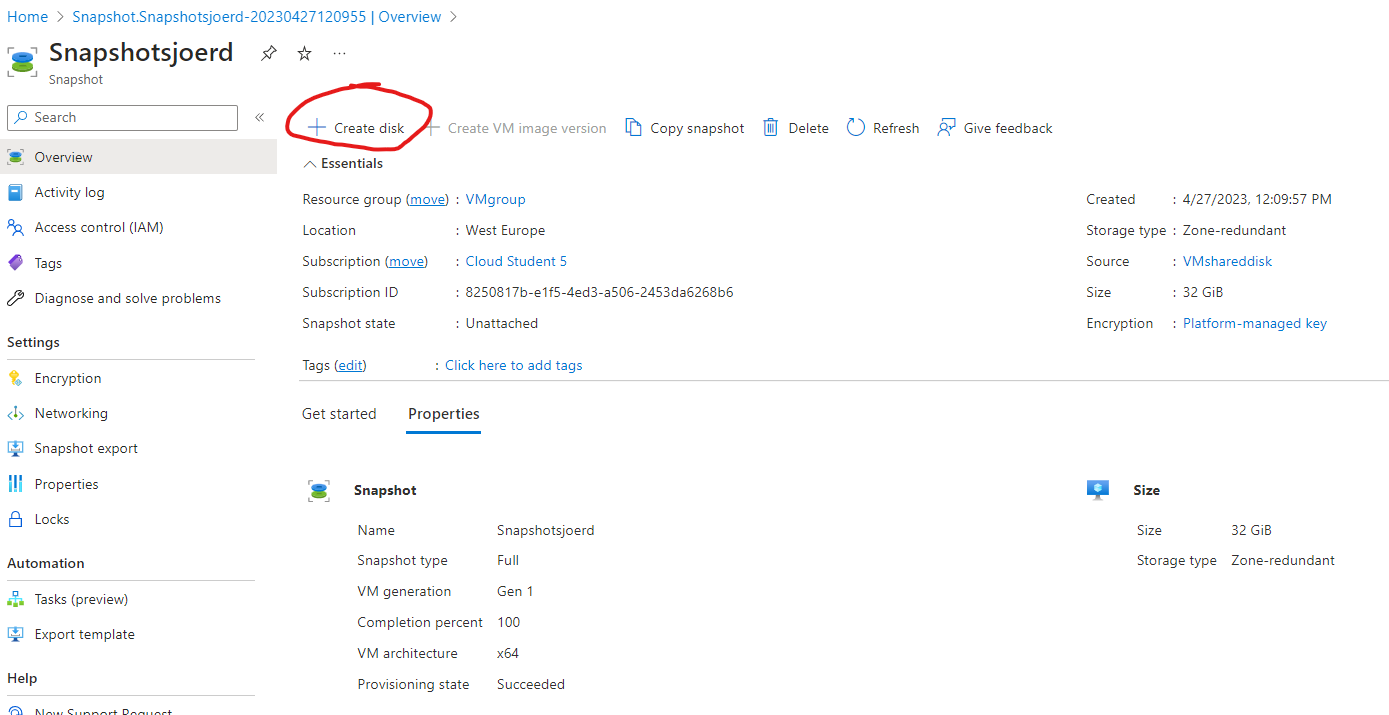 Home > Snapshot.Snapshotsjoerd-20230427120955 | Overview >
Snapshotsjoerd
Snapshot
Search
«
+ Create disk + Create VM image version Copy snapshot Delete Refresh Give feedback
Overview
Activity log
Access control (IAM)
Tags
Diagnose and solve problems
Settings
Encryption
Networking
Snapshot export
Properties
Locks
Automation
Tasks (preview)
Export template
Help
New Support Request
Essentials
Resource group (move) : VMgroup
Location : West Europe
Subscription (move) : Cloud Student 5
Subscription ID : 8250817b-e1f5-4ed3-a506-2453da6268b6
Snapshot state : Unattached
Created : 4/27/2023, 12:09:57 PM
Storage type : Zone-redundant
Source : VMshareddisk
Size : 32 GiB
Encryption : Platform-managed key
Tags (edit) : Click here to add tags
Get started Properties
Snapshot
Name Snapshotsjoerd
Snapshot type Full
VM generation Gen 1
Completion percent 100
VM architecture x64
Provisioning state Succeeded
Size
Size 32 GiB
Storage type Zone-redundant